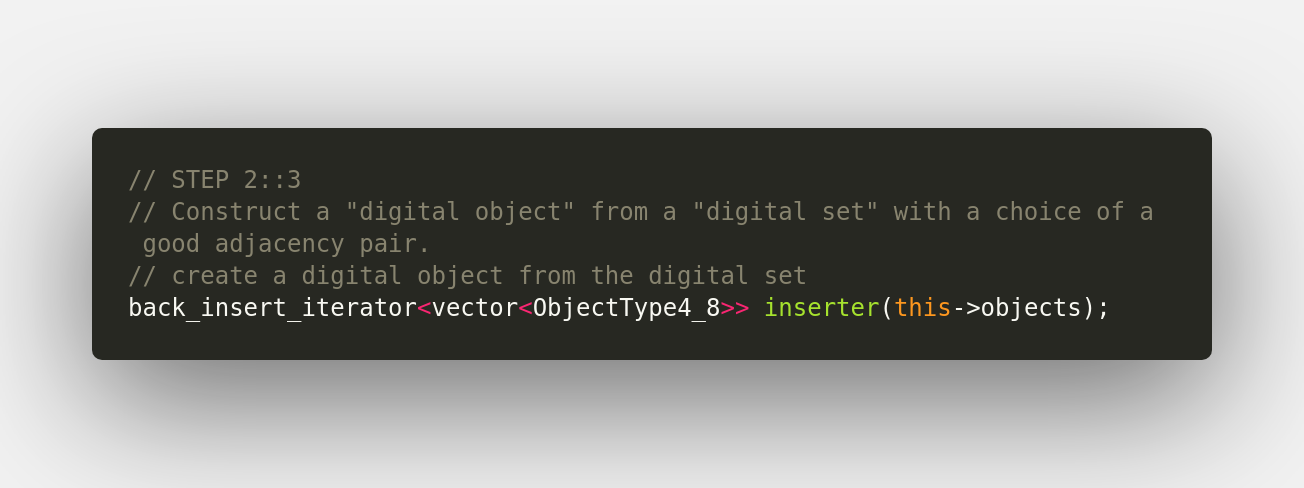 // STEP 2::3
// Construct a "digital object" from a "digital set" with a choice of a
good adjacency pair.
// create a digital object from the digital set
back_insert_iterator<vector<ObjectType4_8>> inserter(this->objects);